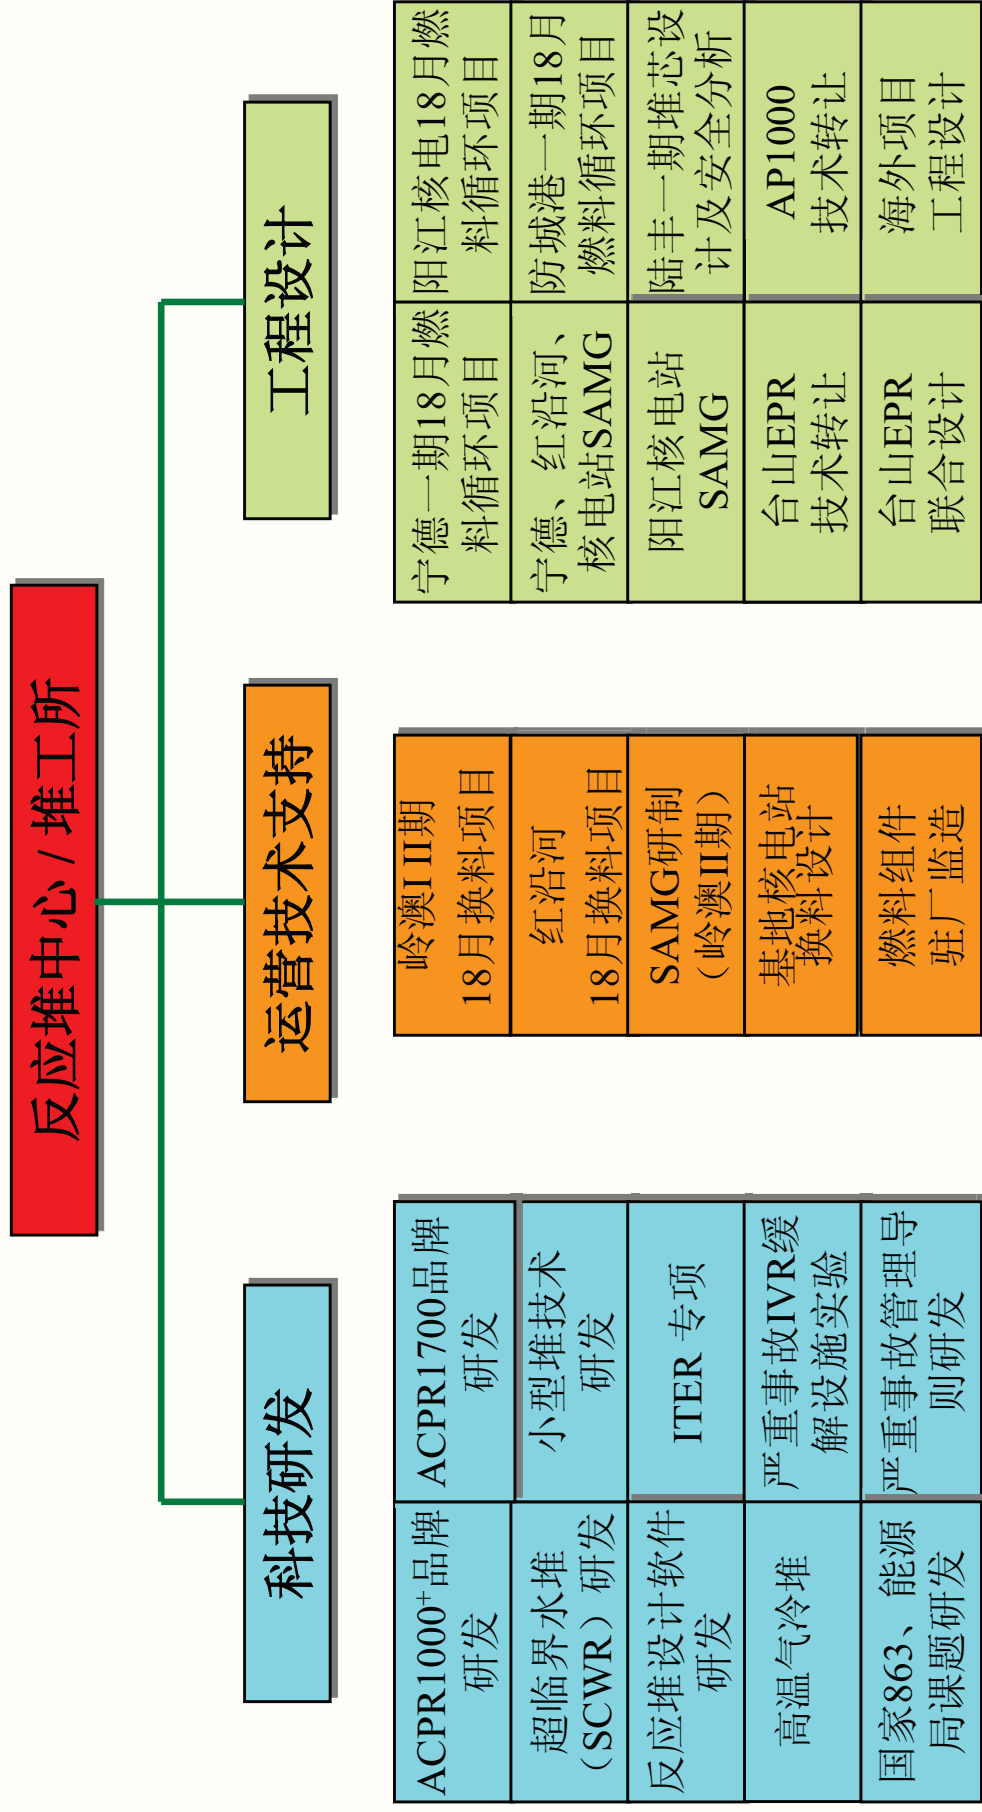 反应堆中心 / 堆工所
科技研发
运营技术支持
工程设计
ACPR1000⁺品牌
研发
ACPR1700品牌
研发
超临界水堆
（SCWR）研发
小型堆技术
研发
反应堆设计软件
研发
ITER 专项
高温气冷堆
严重事故IVR缓
解设施实验
国家863、能源
局课题研发
严重事故管理导
则研发
岭澳I II期
18月换料项目
红沿河
18月换料项目
SAMG研制
（岭澳II期）
基地核电站
换料设计
燃料组件
驻厂监造
宁德一期18月燃
料循环项目
阳江核电18月燃
料循环项目
宁德、红沿河、
核电站SAMG
防城港一期18月
燃料循环项目
阳江核电站
SAMG
陆丰一期堆芯设
计及安全分析
台山EPR
技术转让
AP1000
技术转让
台山EPR
联合设计
海外项目
工程设计